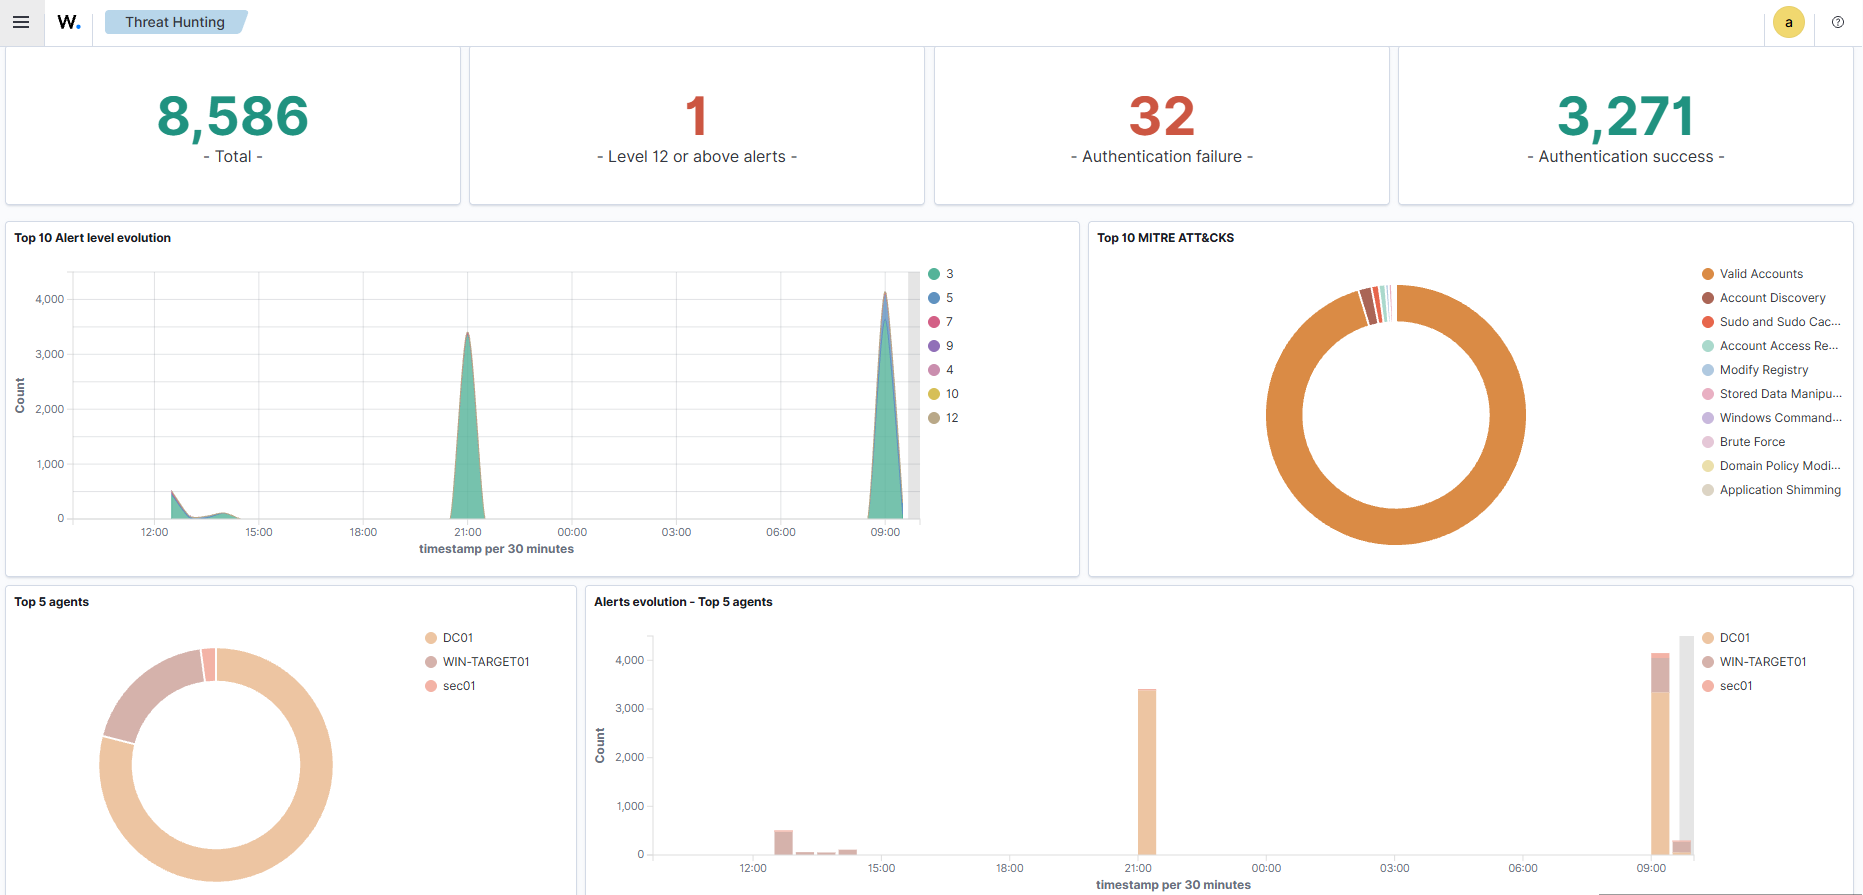 W.
Threat Hunting
a
8,586
- Total -
1
- Level 12 or above alerts -
32
- Authentication failure -
3,271
- Authentication success -
Top 10 Alert level evolution
Count
4,000
3,000
2,000
1,000
0
12:00
15:00
18:00
21:00
00:00
03:00
06:00
09:00
timestamp per 30 minutes
3
5
7
9
4
10
12
Top 10 MITRE ATT&CKS
Valid Accounts
Account Discovery
Sudo and Sudo Cac...
Account Access Re...
Modify Registry
Stored Data Manipu...
Windows Command...
Brute Force
Domain Policy Modi...
Application Shimming
Top 5 agents
DC01
WIN-TARGET01
sec01
Alerts evolution - Top 5 agents
Count
4,000
3,000
2,000
1,000
0
12:00
15:00
18:00
21:00
00:00
03:00
06:00
09:00
timestamp per 30 minutes
DC01
WIN-TARGET01
sec01